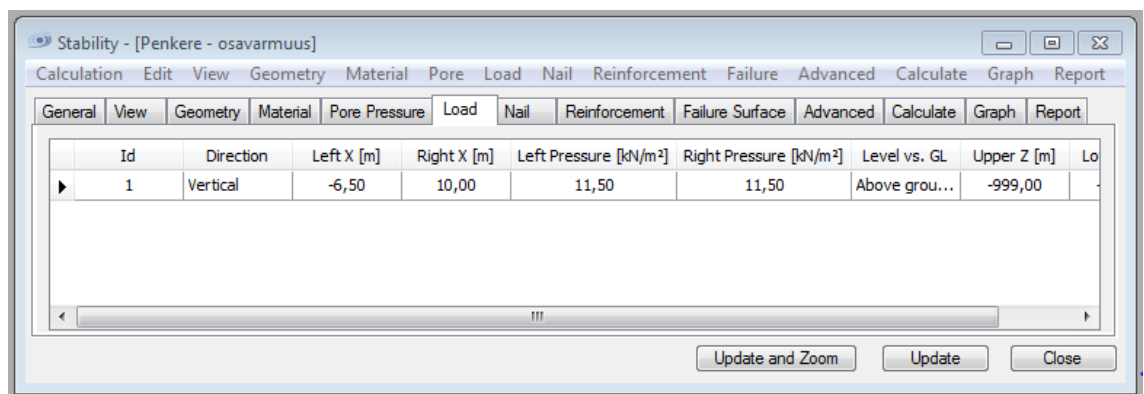 Stability - [Penkere - osavarmuus]
Calculation Edit View Geometry Material Pore Load Nail Reinforcement Failure Advanced Calculate Graph Report
General View Geometry Material Pore Pressure Load Nail Reinforcement Failure Surface Advanced Calculate Graph Report
Id Direction Left X [m] Right X [m] Left Pressure [kN/m²] Right Pressure [kN/m²] Level vs. GL Upper Z [m] Lo
1 Vertical -6,50 10,00 11,50 11,50 Above grou... -999,00 -
Update and Zoom Update Close